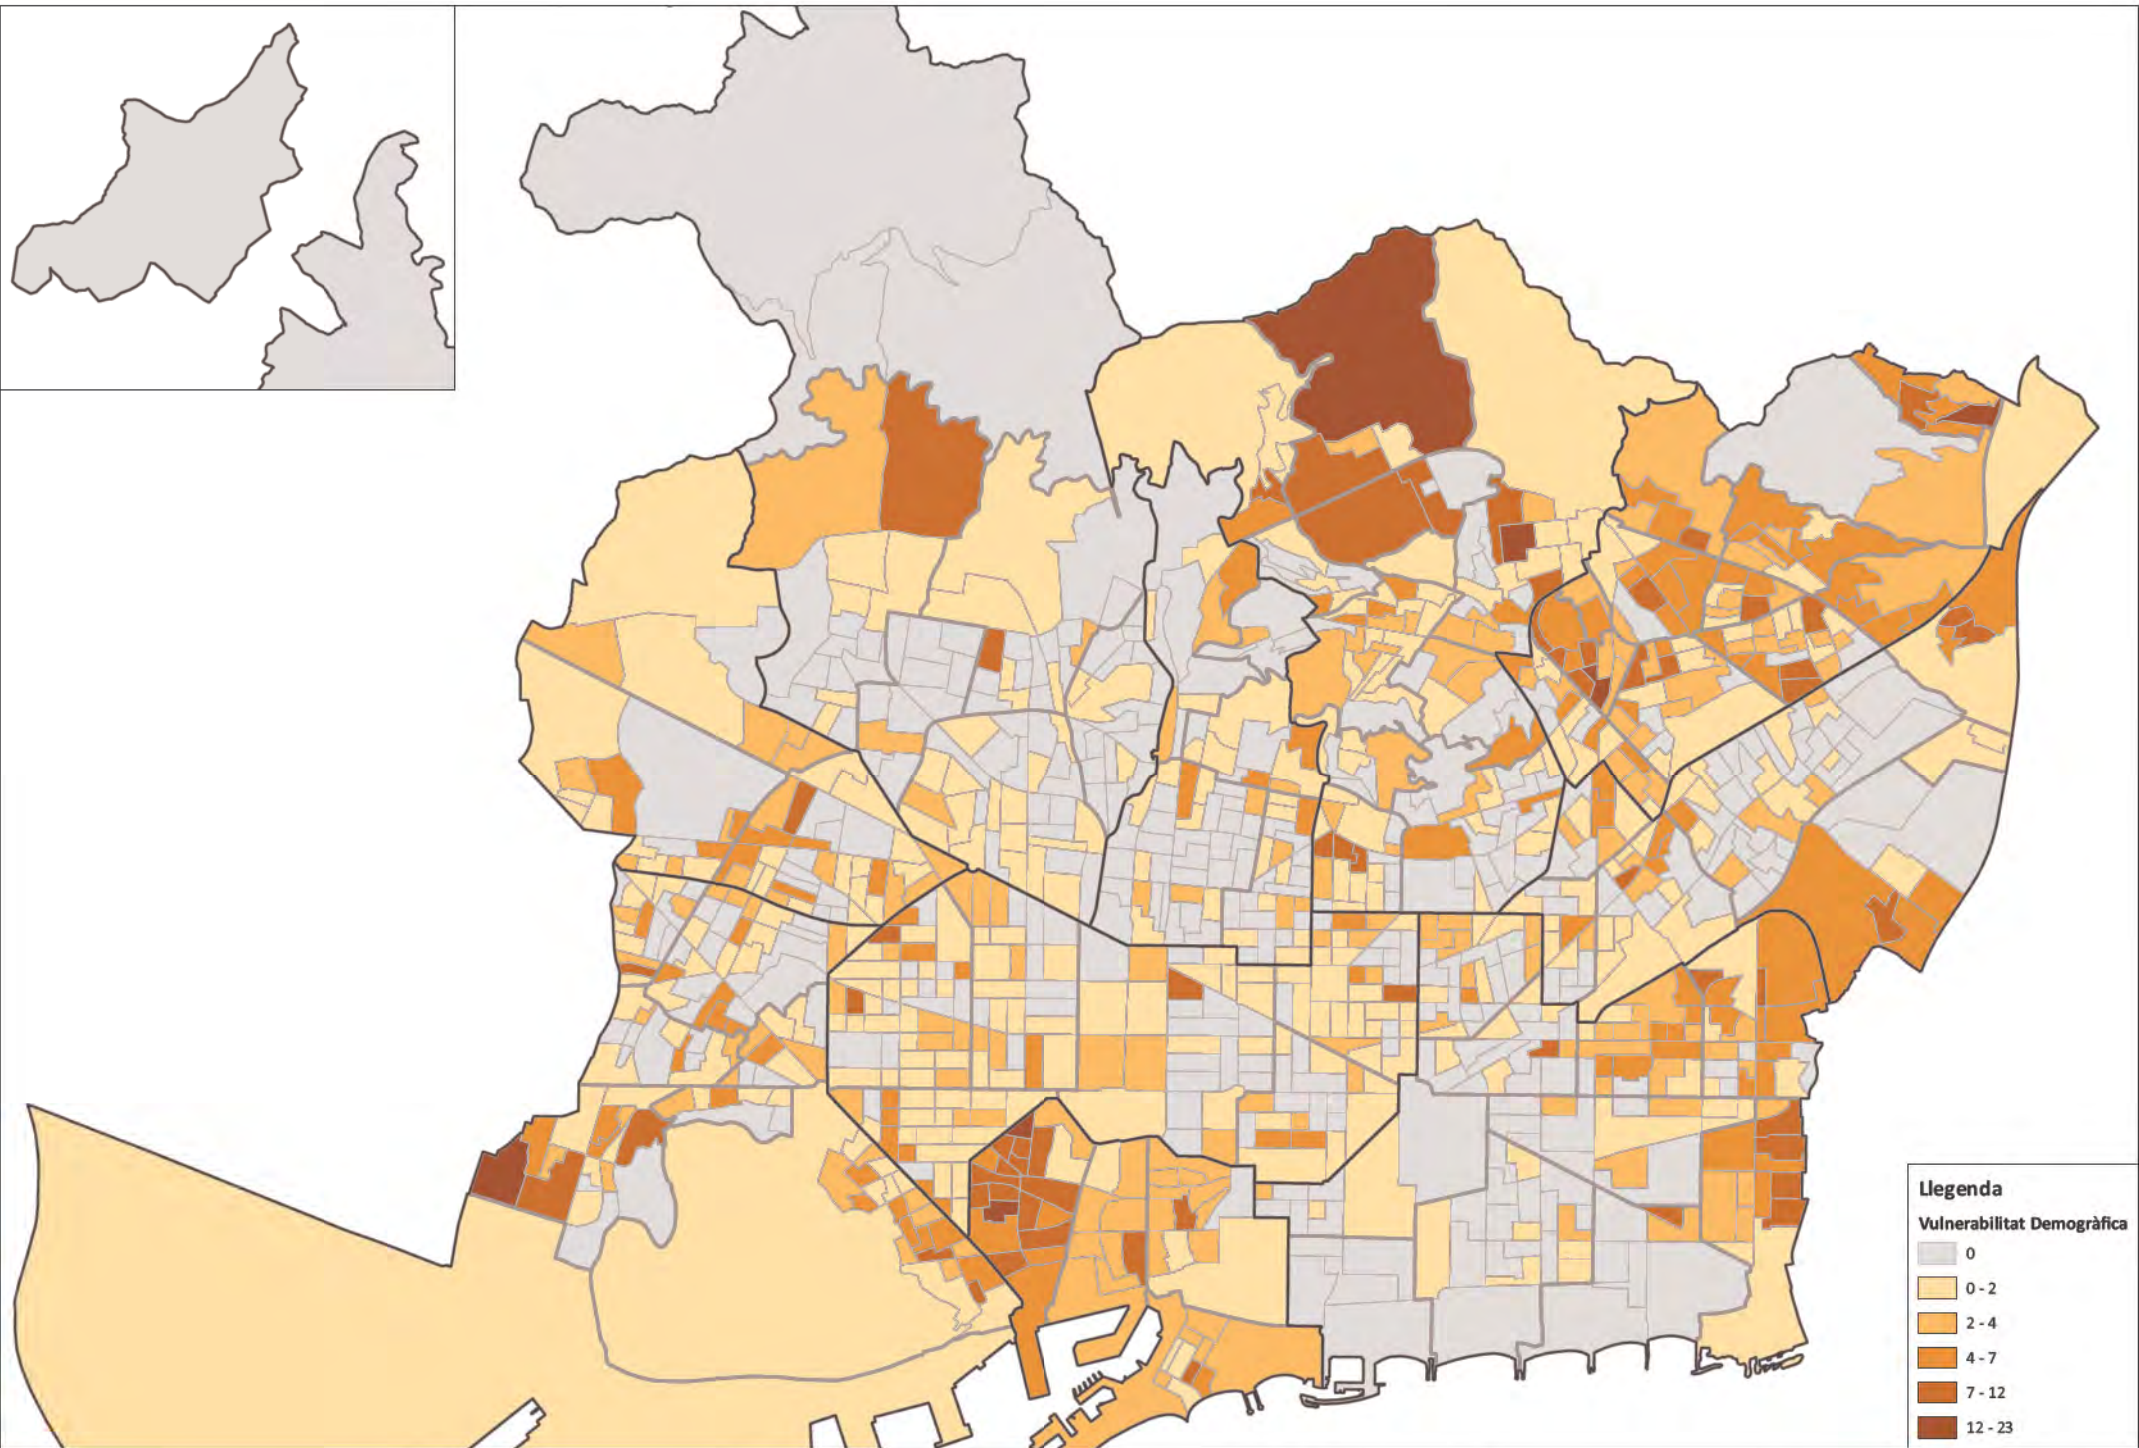 Llegenda
Vulnerabilitat Demogràfica
0
0 - 2
2 - 4
4 - 7
7 - 12
12 - 23